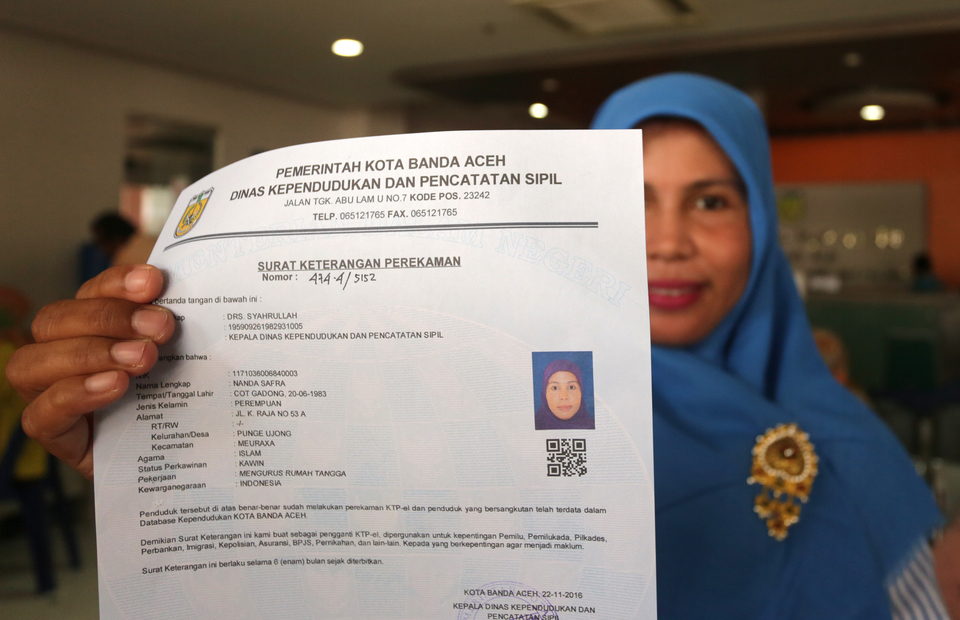 PEMERINTAH KOTA BANDA ACEH
DINAS KEPENDUDUKAN DAN PENCATATAN SIPIL
JALAN TGK. ABU LAM U NO.7 KODE POS. 23242
TELP. 065121765 FAX. 065121765
SURAT KETERANGAN PEREKAMAN
Nomor : 474.4/5152
bertanda tangan di bawah ini :
: DRS. SYAHRULLAH
: 195909261982931005
: KEPALA DINAS KEPENDUDUKAN DAN PENCATATAN SIPIL
bahwa :
: 1171036006840003
Nama Lengkap : NANDA SAFRA
Tempat/Tanggal Lahir : COT GADONG, 20-06-1983
Jenis Kelamin : PEREMPUAN
Alamat : JL. K. RAJA NO 53 A
RT/RW : -/-
Kelurahan/Desa : PUNGE UJONG
Kecamatan : MEURAXA
Agama : ISLAM
Status Perkawinan : KAWIN
Pekerjaan : MENGURUS RUMAH TANGGA
Kewarganegaraan : INDONESIA
Penduduk tersebut di atas benar-benar sudah melakukan perekaman KTP-el dan penduduk yang bersangkutan telah terdata dalam
Database Kependudukan KOTA BANDA ACEH.
Demikian Surat Keterangan ini kami buat sebagai pengganti KTP-el, dipergunakan untuk kepentingan Pemilu, Pemilukada, Pilkades,
Perbankan, Imigrasi, Kepolisian, Asuransi, BPJS, Pernikahan, dan lain-lain. Kepada yang berkepentingan agar menjadi maklum.
Surat Keterangan ini berlaku selama 6 (enam) bulan sejak diterbitkan.
KOTA BANDA ACEH, 22-11-2016
KEPALA DINAS KEPENDUDUKAN DAN
PENCATATAN SIPIL